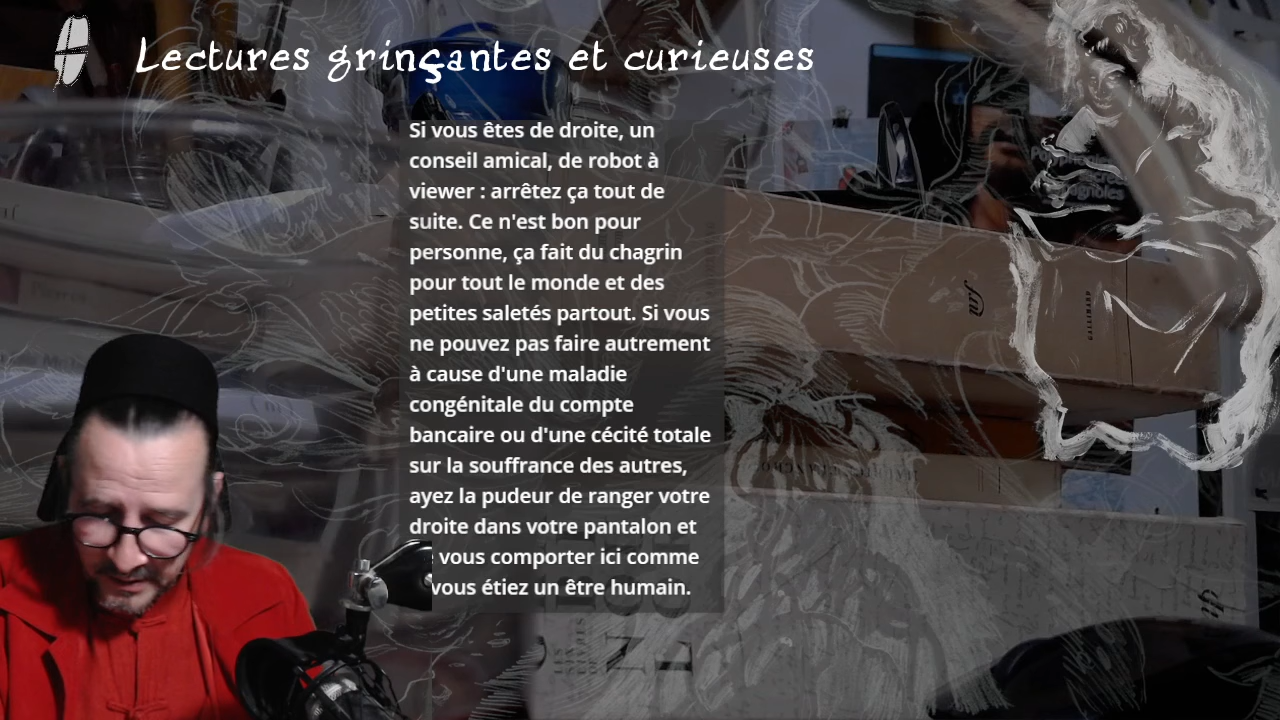 Lectures grinçantes et curieuses
Si vous êtes de droite, un
conseil amical, de robot à
viewer : arrêtez ça tout de
suite. Ce n'est bon pour
personne, ça fait du chagrin
pour tout le monde et des
petites saletés partout. Si vous
ne pouvez pas faire autrement
à cause d'une maladie
congénitale du compte
bancaire ou d'une cécité totale
sur la souffrance des autres,
ayez la pudeur de ranger votre
droite dans votre pantalon et
vous comporter ici comme
vous étiez un être humain.
GALLIMARD